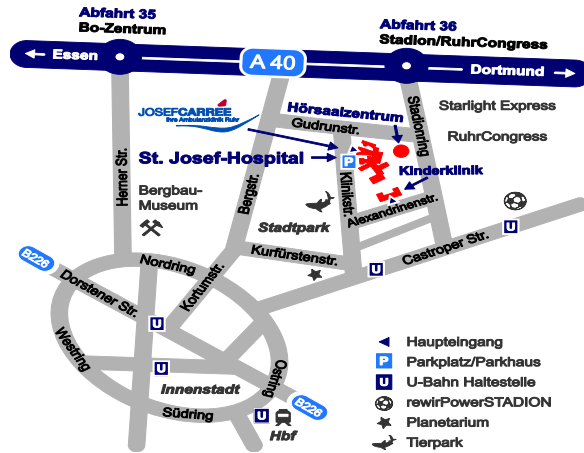 Abfahrt 35
Bo-Zentrum
Abfahrt 36
Stadion/RuhrCongress
Essen
A 40
Dortmund
JOSEFCARRÉE
Ihre Ambulanzklinik Ruhr
Hörsaalzentrum
Gudrunstr.
Stadionring
Starlight Express
RuhrCongress
St. Josef-Hospital
P
Kinderklinik
Herner Str.
Bergbau-
Museum
Bergstr.
Klinikstr.
Alexandrinenstr.
Stadtpark
Kurfürstenstr.
Castroper Str.
U
U
B226
Nordring
Dorstener Str.
Kortumstr.
U
Westring
U
Innenstadt
Ostring
Südring
U
Hbf
B226
Haupteingang
P Parkplatz/Parkhaus
U U-Bahn Haltestelle
rewirPowerSTADION
Planetarium
Tierpark